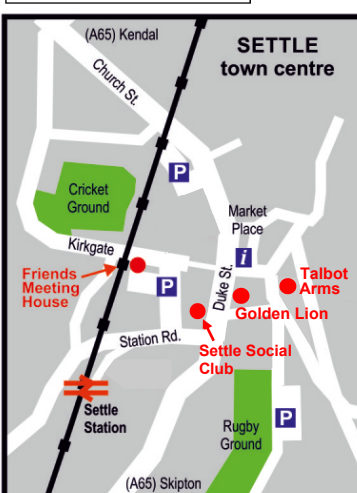 (A65) Kendal
SETTLE
town centre
Church St.
P
Cricket
Ground
Market
Place
Kirkgate
i
Friends
Meeting
House
P
Duke St.
Talbot
Arms
Golden Lion
Station Rd.
Settle Social
Club
Settle
Station
Rugby
Ground
P
(A65) Skipton